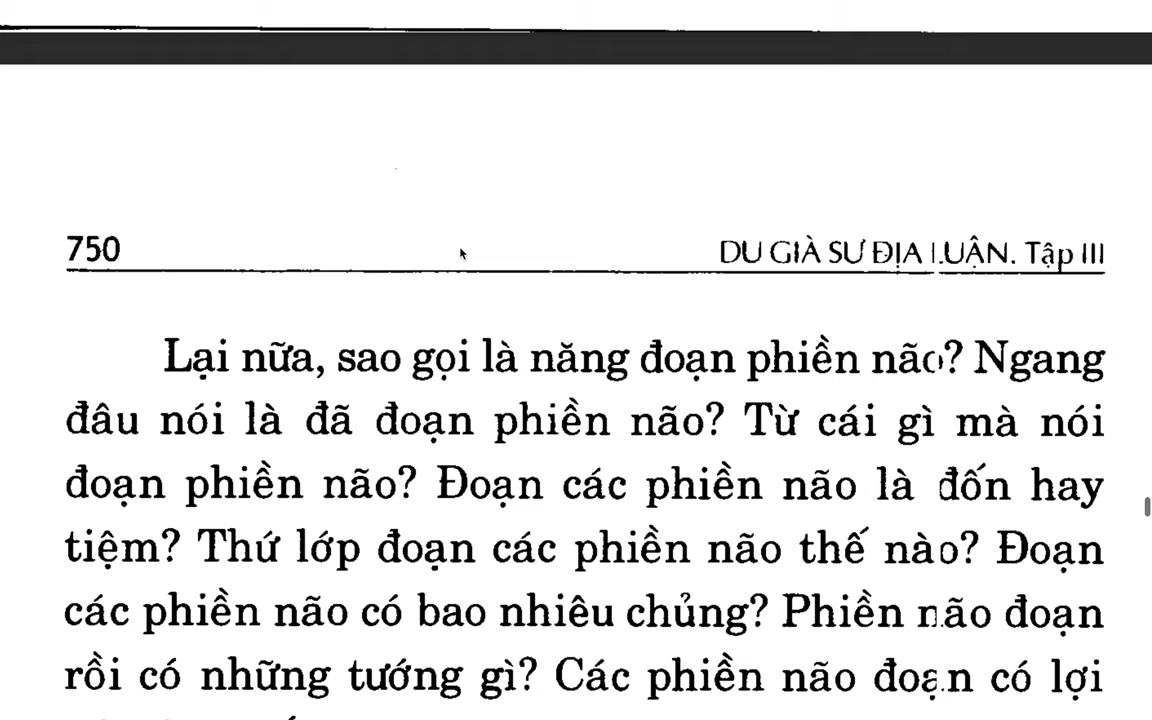 750
DU GIÀ SƯ ĐỊA LUẬN. Tập III
Lại nữa, sao gọi là năng đoạn phiền não? Ngang
đâu nói là đã đoạn phiền não? Từ cái gì mà nói
đoạn phiền não? Đoạn các phiền não là đốn hay
tiệm? Thứ lớp đoạn các phiền não thế nào? Đoạn
các phiền não có bao nhiêu chủng? Phiền não đoạn
rồi có những tướng gì? Các phiền não đoạn có lợi